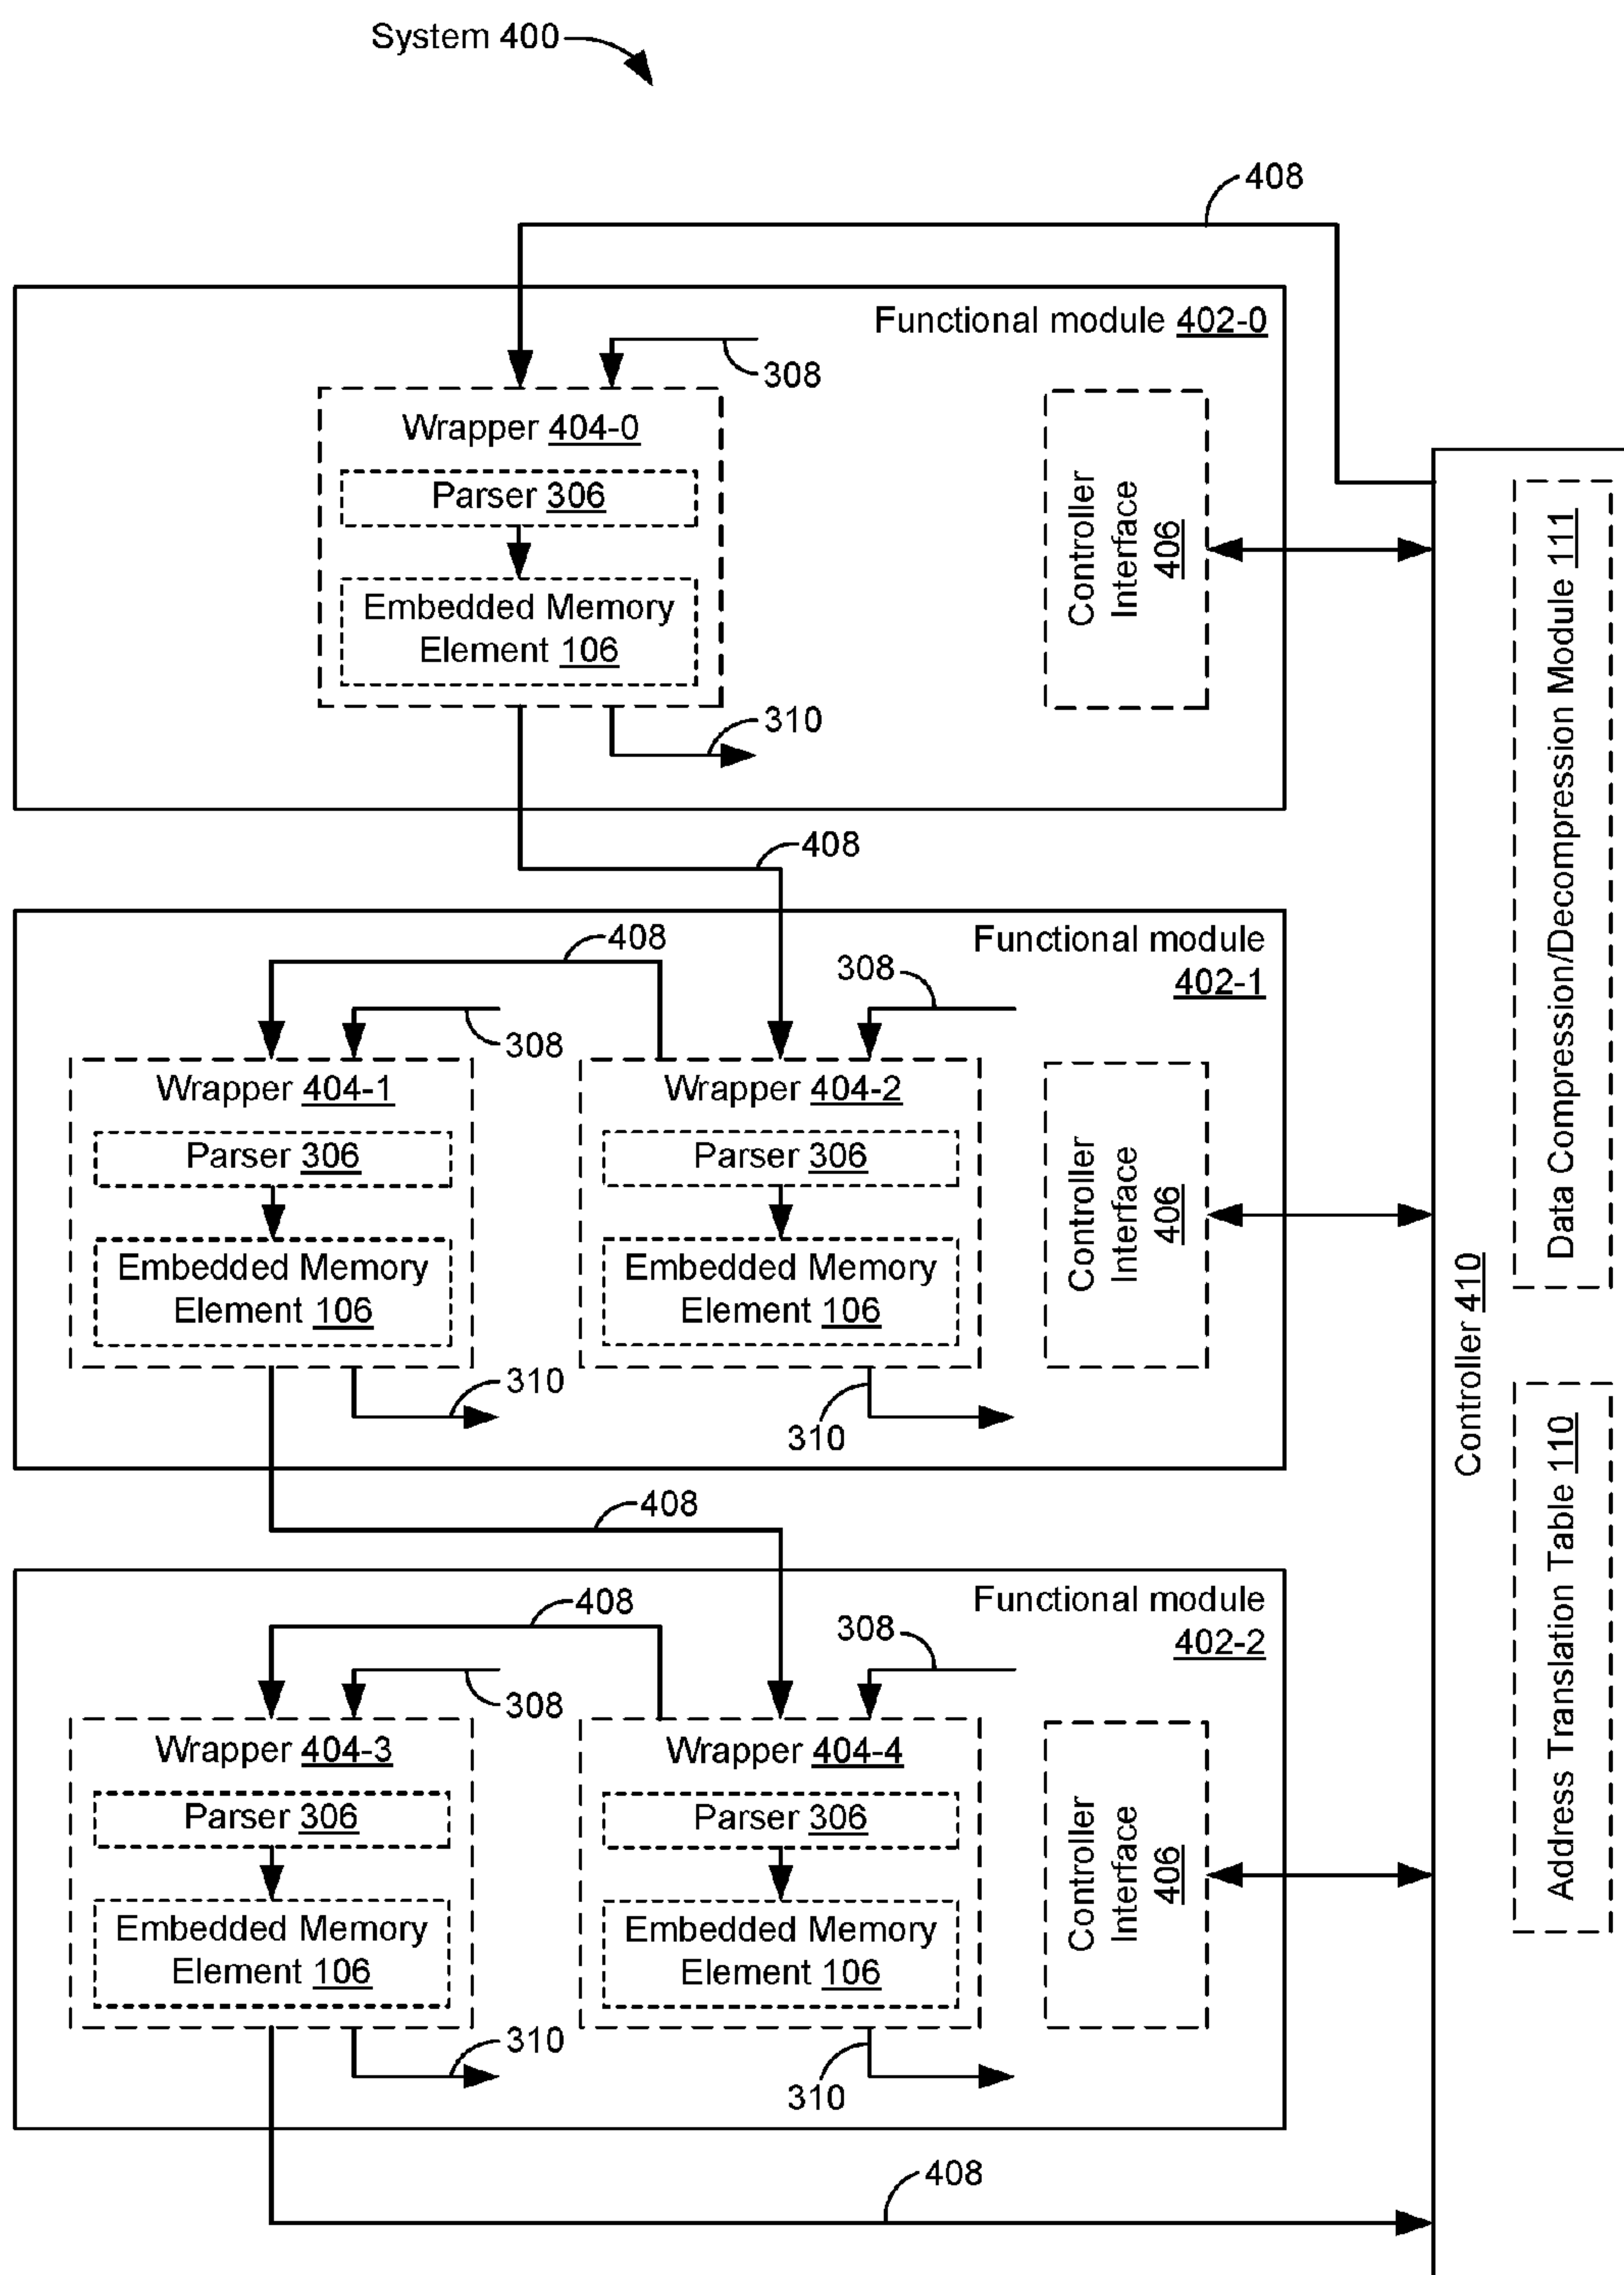 System 400
408
Functional module 402-0
308
Wrapper 404-0
Parser 306
Embedded Memory
Element 106
310
Controller
Interface
406
408
Functional module
402-1
408
308
308
Wrapper 404-1
Parser 306
Embedded Memory
Element 106
310
Wrapper 404-2
Parser 306
Embedded Memory
Element 106
310
Controller
Interface
406
408
Functional module
402-2
408
308
308
Wrapper 404-3
Parser 306
Embedded Memory
Element 106
310
Wrapper 404-4
Parser 306
Embedded Memory
Element 106
310
Controller
Interface
406
408
Controller 410
Data Compression/Decompression Module 111
Address Translation Table 110